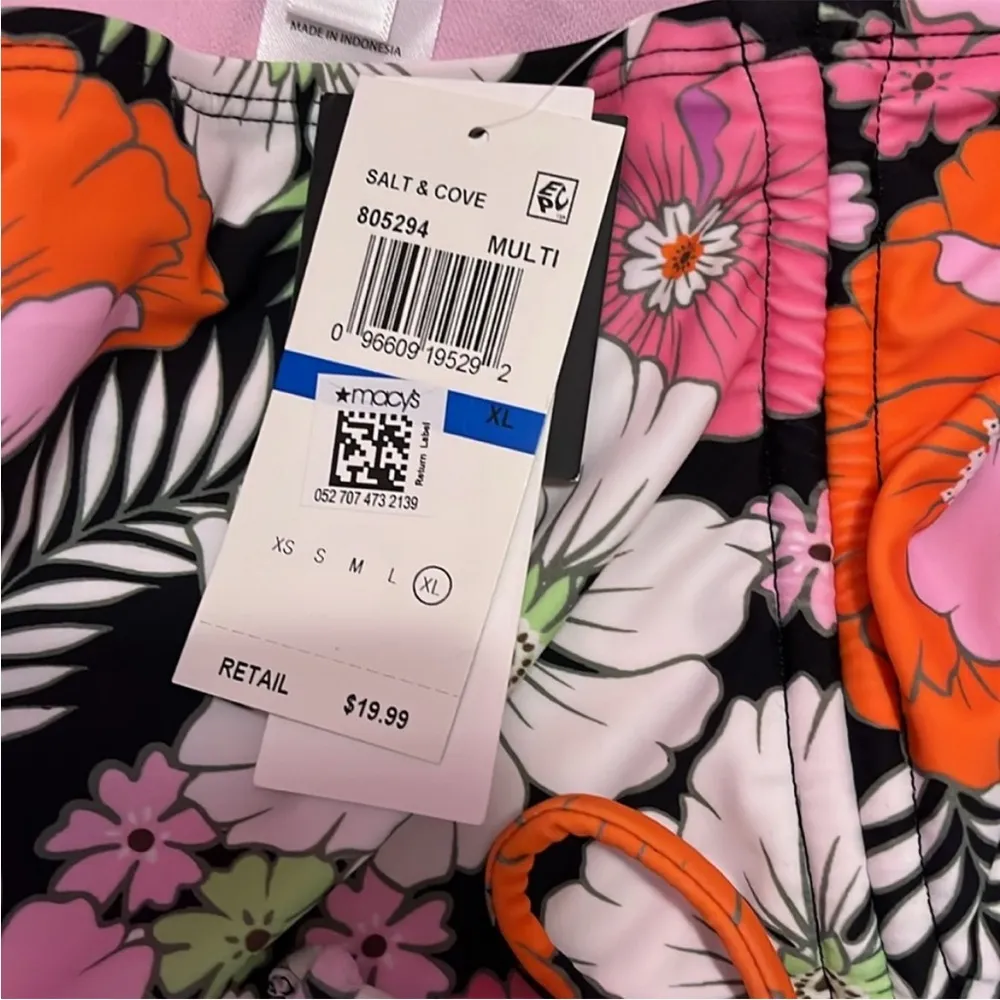 MADE IN INDONESIA
SALT & COVE
EPC
805294
MULTI
0 96609 19529 2
XL
★macy's
Return Label
052 707 473 2139
XS S M L XL
RETAIL
$19.99